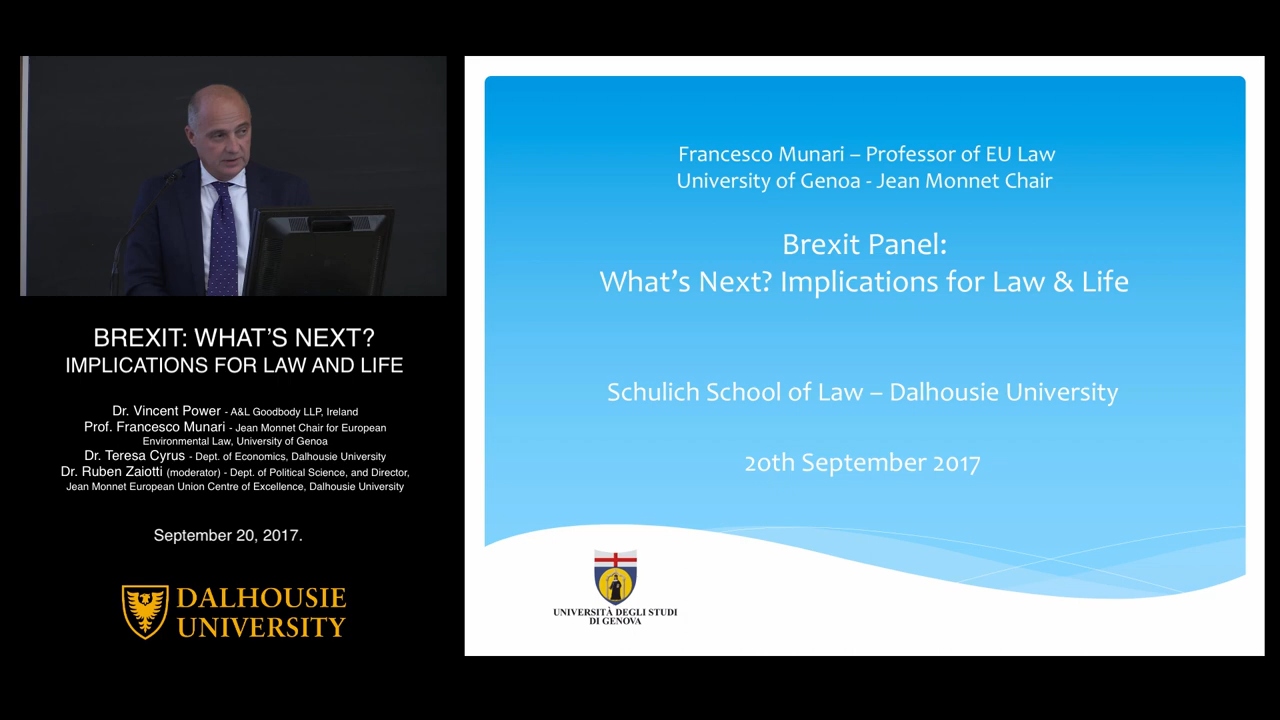 BREXIT: WHAT'S NEXT?
IMPLICATIONS FOR LAW AND LIFE
Dr. Vincent Power - A&L Goodbody LLP, Ireland
Prof. Francesco Munari - Jean Monnet Chair for European
Environmental Law, University of Genoa
Dr. Teresa Cyrus - Dept. of Economics, Dalhousie University
Dr. Ruben Zaiotti (moderator) - Dept. of Political Science, and Director,
Jean Monnet European Union Centre of Excellence, Dalhousie University
September 20, 2017.
DALHOUSIE
UNIVERSITY
Francesco Munari – Professor of EU Law
University of Genoa - Jean Monnet Chair
Brexit Panel:
What's Next? Implications for Law & Life
Schulich School of Law – Dalhousie University
20th September 2017
UNIVERSITÀ DEGLI STUDI
DI GENOVA